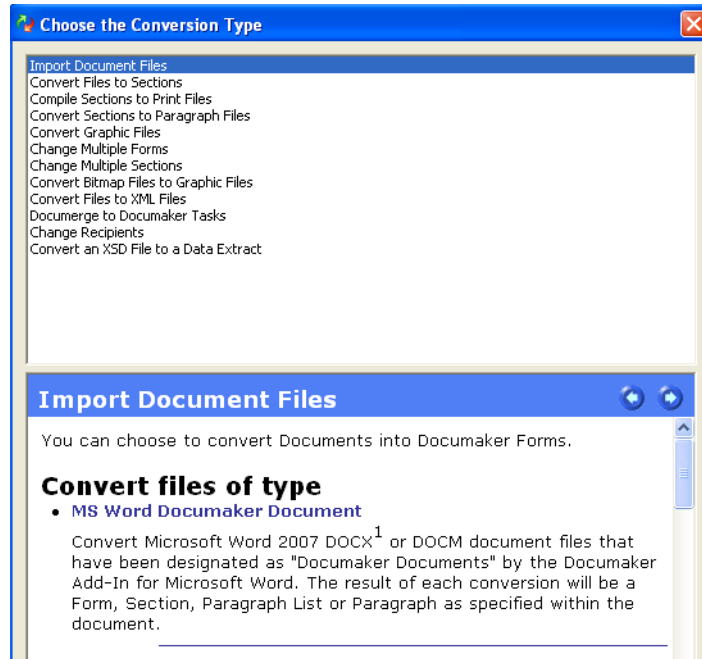 Choose the Conversion Type
Import Document Files
Convert Files to Sections
Compile Sections to Print Files
Convert Sections to Paragraph Files
Convert Graphic Files
Change Multiple Forms
Change Multiple Sections
Convert Bitmap Files to Graphic Files
Convert Files to XML Files
Documerge to Documaker Tasks
Change Recipients
Convert an XSD File to a Data Extract
Import Document Files
You can choose to convert Documents into Documaker Forms.
Convert files of type
• MS Word Documaker Document
Convert Microsoft Word 2007 DOCX1 or DOCM document files that
have been designated as "Documaker Documents" by the Documaker
Add-In for Microsoft Word. The result of each conversion will be a
Form, Section, Paragraph List or Paragraph as specified within the
document.